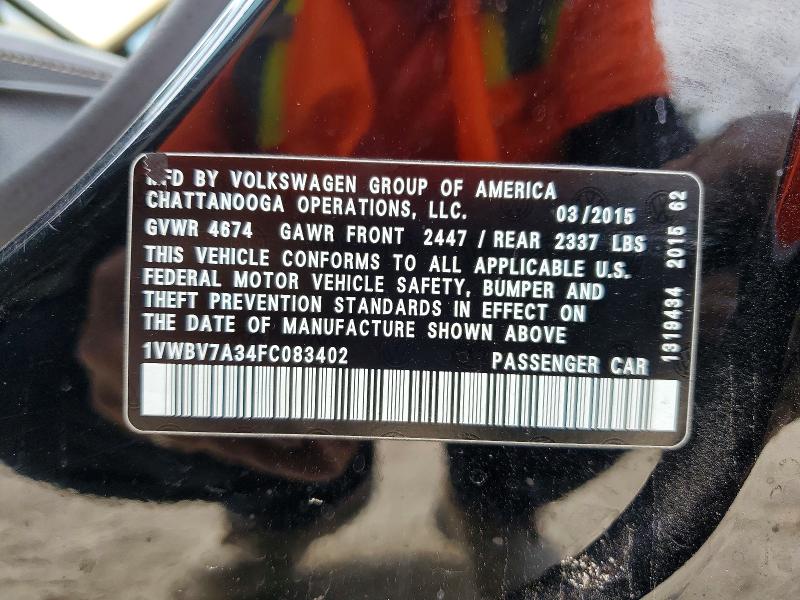 MFD BY VOLKSWAGEN GROUP OF AMERICA
CHATTANOOGA OPERATIONS, LLC. 03/2015
GVWR 4674 GAWR FRONT 2447 / REAR 2337 LBS
THIS VEHICLE CONFORMS TO ALL APPLICABLE U.S.
FEDERAL MOTOR VEHICLE SAFETY, BUMPER AND
THEFT PREVENTION STANDARDS IN EFFECT ON
THE DATE OF MANUFACTURE SHOWN ABOVE
1VWBV7A34FC083402 PASSENGER CAR
1319434 2015 62